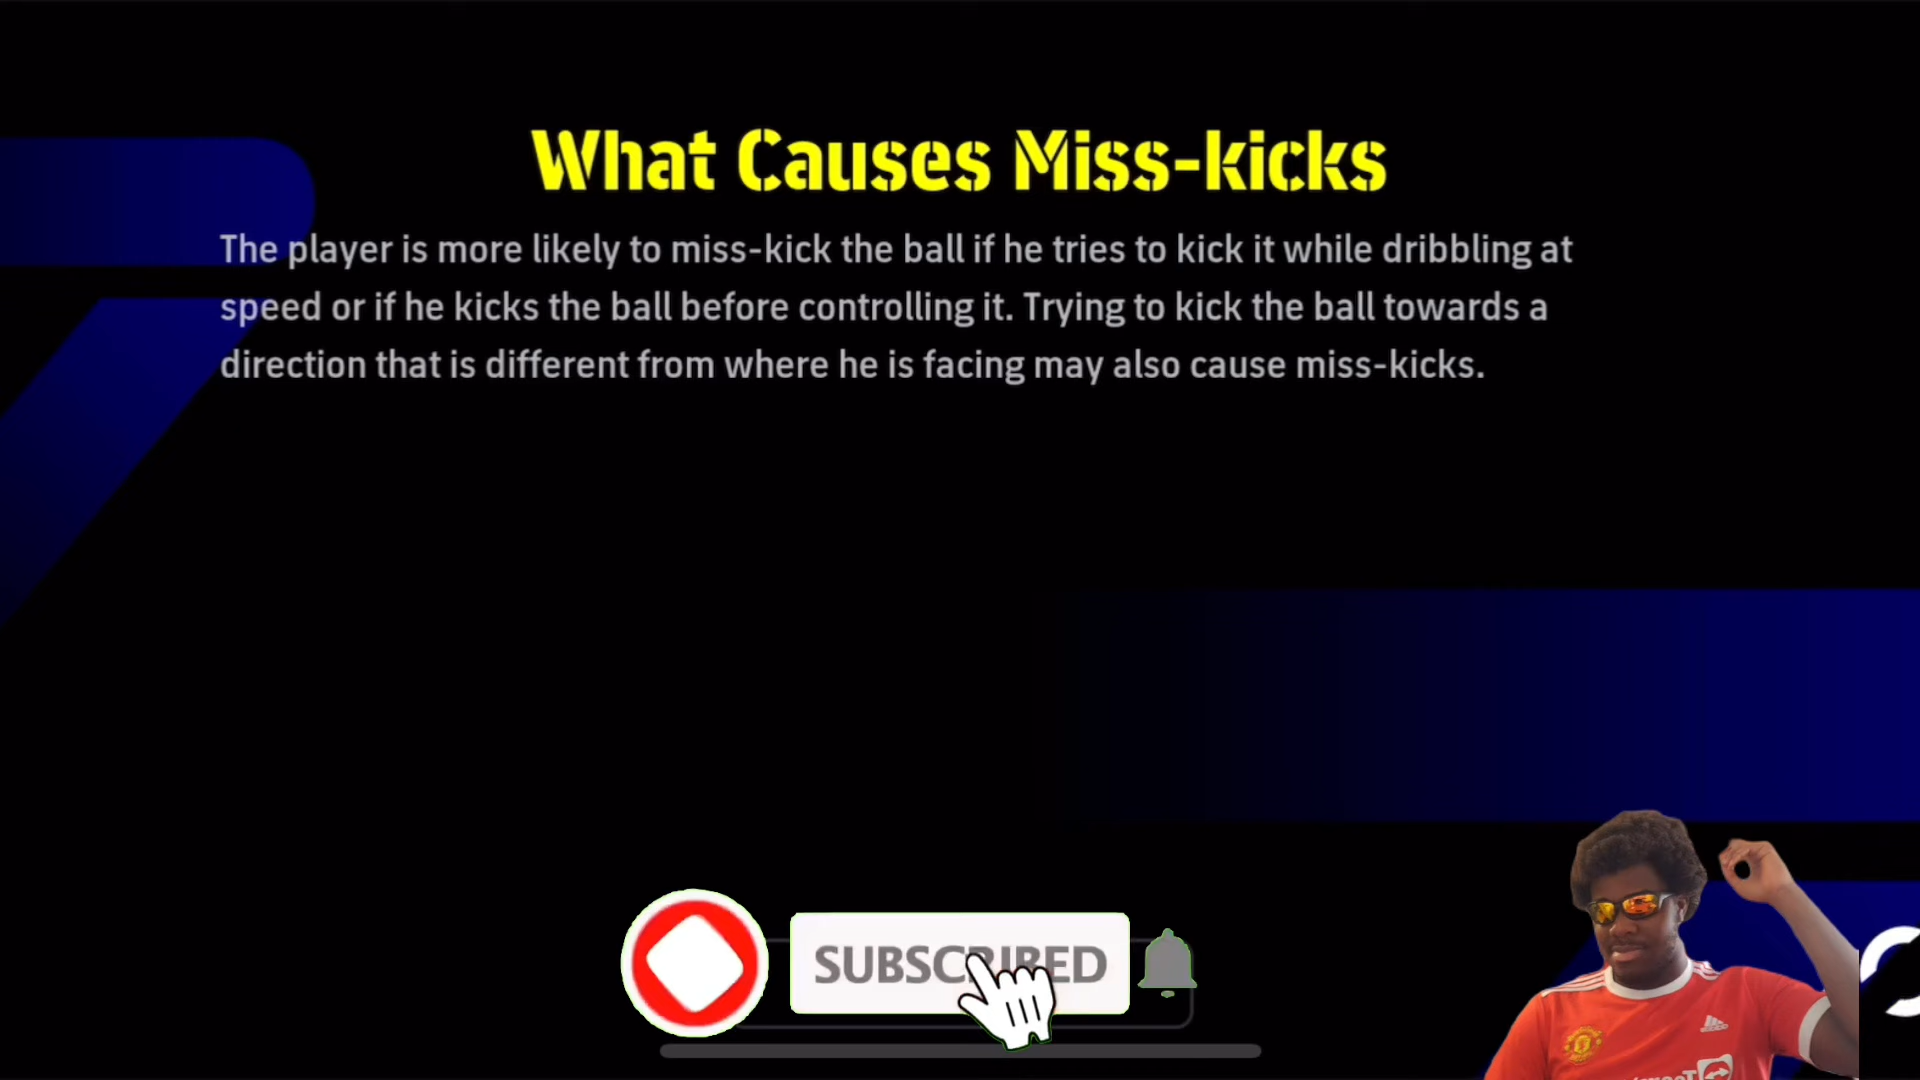 What Causes Miss-kicks
The player is more likely to miss-kick the ball if he tries to kick it while dribbling at
speed or if he kicks the ball before controlling it. Trying to kick the ball towards a
direction that is different from where he is facing may also cause miss-kicks.
SUBSCRIBED